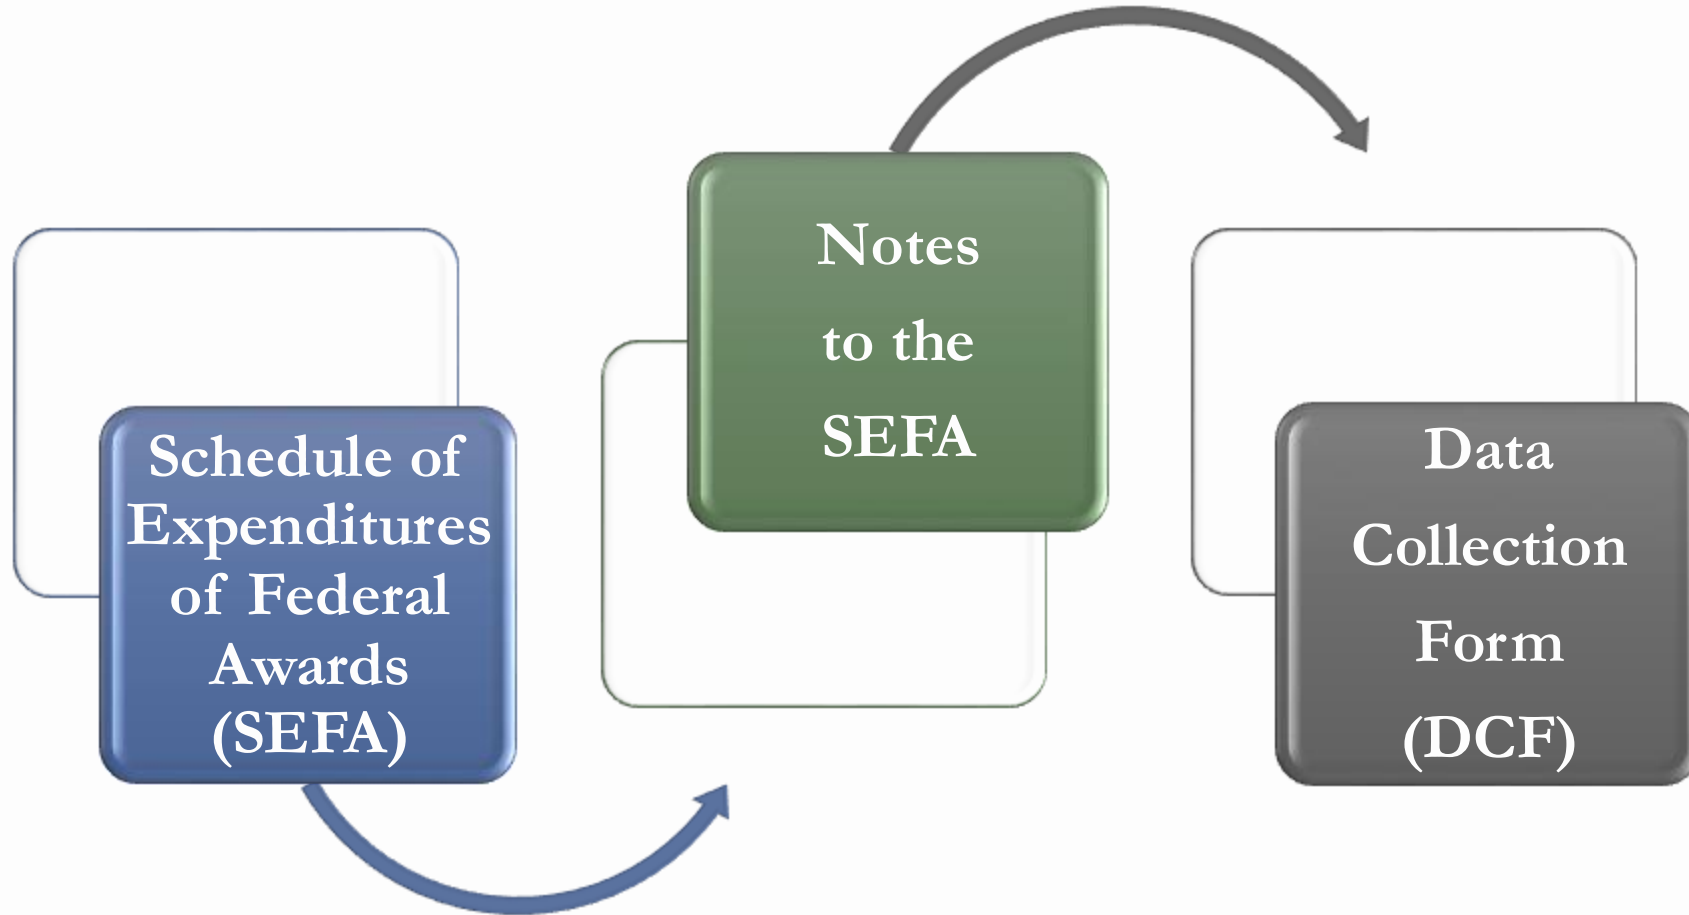 Schedule of
Expenditures
of Federal
Awards
(SEFA)
Notes
to the
SEFA
Data
Collection
Form
(DCF)